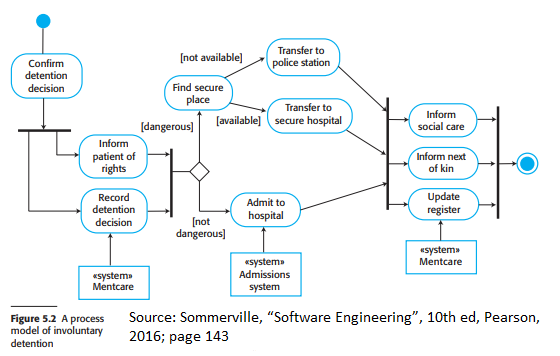 Confirm
detention
decision
Inform
patient of
rights
Record
detention
decision
«system»
Mentcare
[dangerous]
[not
dangerous]
Find secure
place
[not available]
[available]
Transfer to
police station
Transfer to
secure hospital
Admit to
hospital
«system»
Admissions
system
Inform
social care
Inform next
of kin
Update
register
«system»
Mentcare
Figure 5.2 A process
model of involuntary
detention
Source: Sommerville, “Software Engineering”, 10th ed, Pearson,
2016; page 143